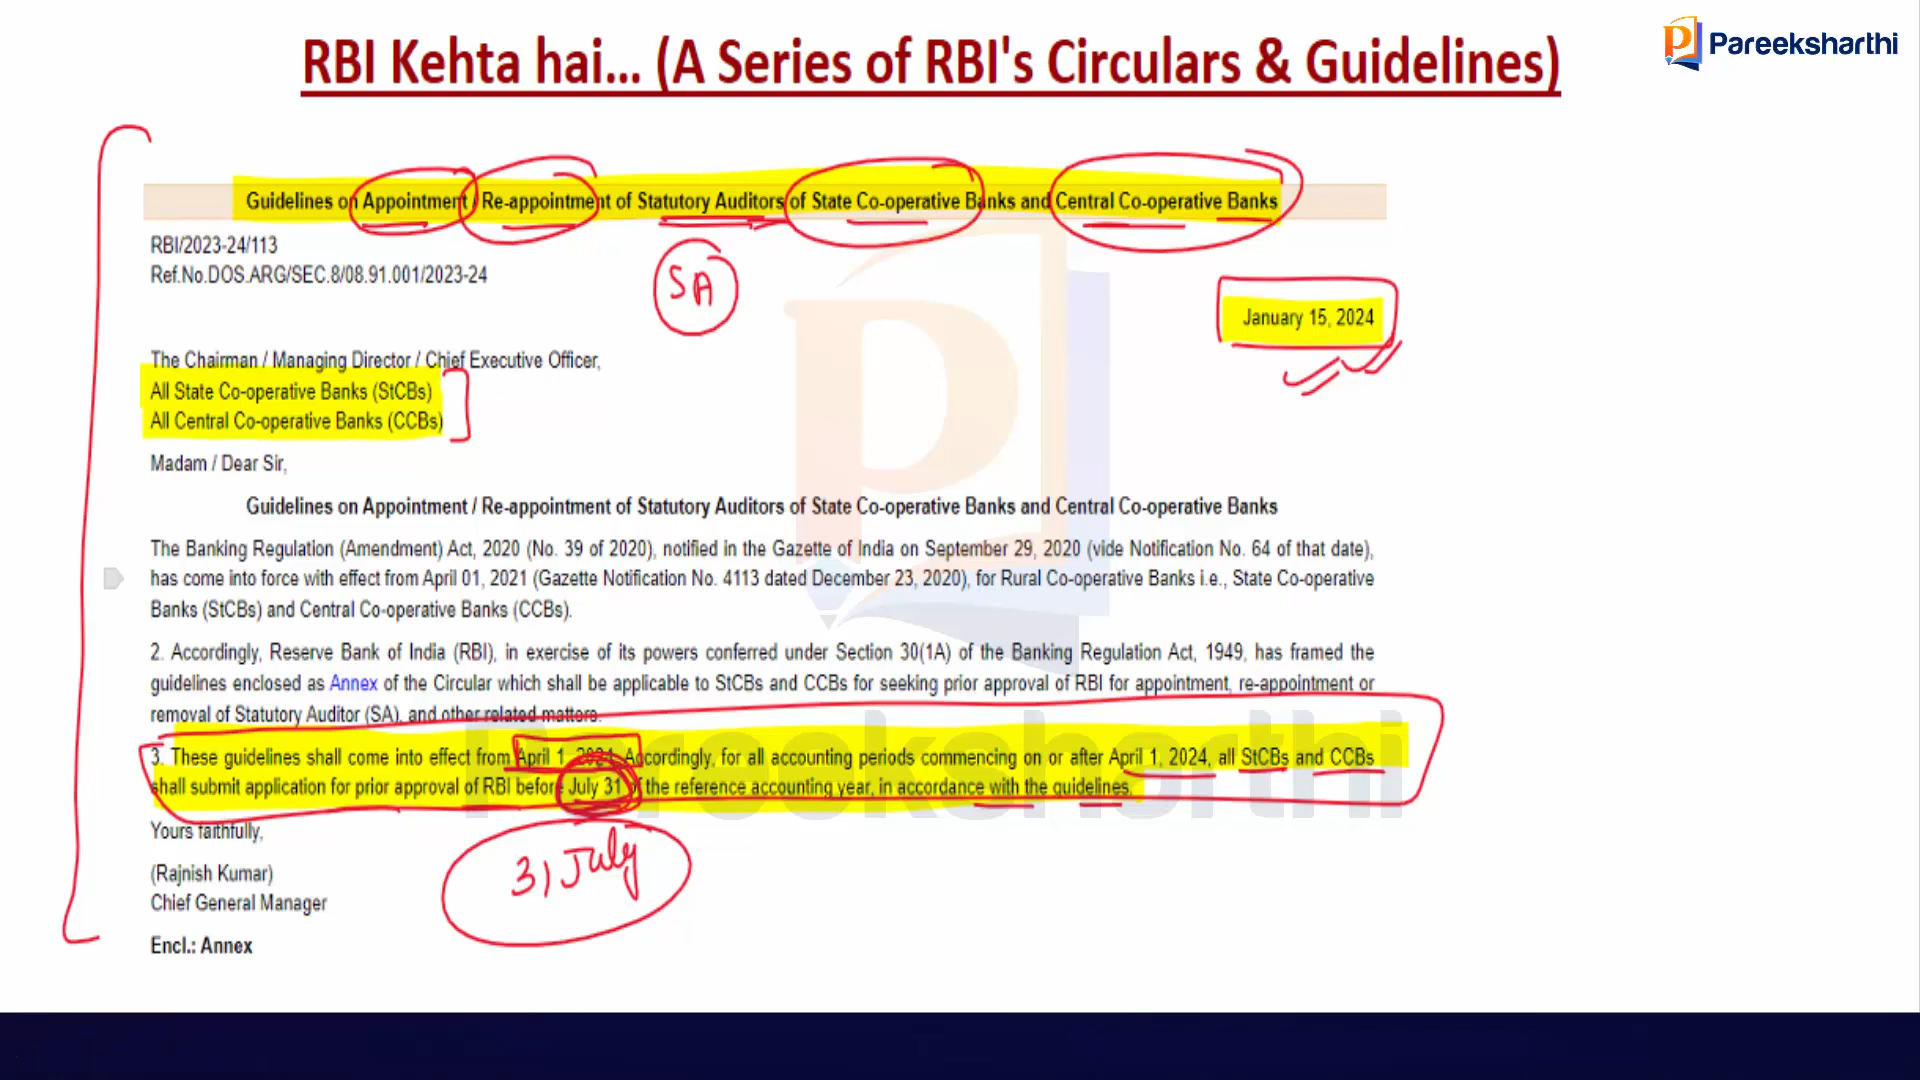 RBI Kehta hai... (A Series of RBI's Circulars & Guidelines)
Pareeksharthi
Guidelines on Appointment / Re-appointment of Statutory Auditors of State Co-operative Banks and Central Co-operative Banks
RBI/2023-24/113
Ref.No.DOS.ARG/SEC.8/08.91.001/2023-24
SA
January 15, 2024
The Chairman / Managing Director / Chief Executive Officer,
All State Co-operative Banks (StCBs)
All Central Co-operative Banks (CCBs)
Madam / Dear Sir,
Guidelines on Appointment / Re-appointment of Statutory Auditors of State Co-operative Banks and Central Co-operative Banks
The Banking Regulation (Amendment) Act, 2020 (No. 39 of 2020), notified in the Gazette of India on September 29, 2020 (vide Notification No. 64 of that date),
has come into force with effect from April 01, 2021 (Gazette Notification No. 4113 dated December 23, 2020), for Rural Co-operative Banks i.e., State Co-operative
Banks (StCBs) and Central Co-operative Banks (CCBs).
2. Accordingly, Reserve Bank of India (RBI), in exercise of its powers conferred under Section 30(1A) of the Banking Regulation Act, 1949, has framed the
guidelines enclosed as Annex of the Circular which shall be applicable to StCBs and CCBs for seeking prior approval of RBI for appointment, re-appointment or
removal of Statutory Auditor (SA), and other related matters.
3. These guidelines shall come into effect from April 1, 2024. Accordingly, for all accounting periods commencing on or after April 1, 2024, all StCBs and CCBs
shall submit application for prior approval of RBI before July 31 of the reference accounting year, in accordance with the guidelines.
Pareeksharthi
Yours faithfully,
31 July
(Rajnish Kumar)
Chief General Manager
Encl.: Annex